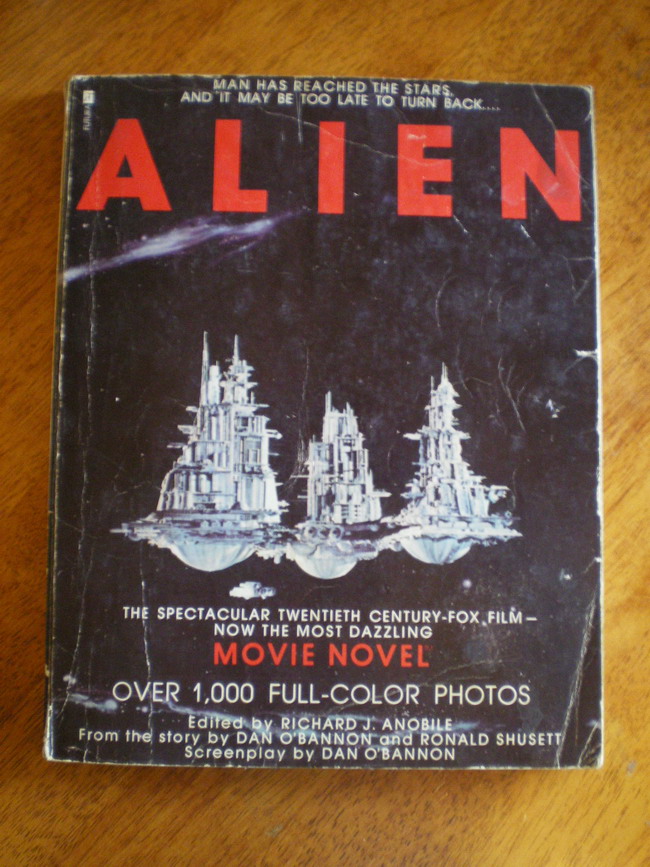 MAN HAS REACHED THE STARS,
AND IT MAY BE TOO LATE TO TURN BACK....
FUTURA
ALIEN
THE SPECTACULAR TWENTIETH CENTURY-FOX FILM—
NOW THE MOST DAZZLING
MOVIE NOVEL
OVER 1,000 FULL-COLOR PHOTOS
Edited by RICHARD J. ANOBILE
From the story by DAN O'BANNON and RONALD SHUSETT
Screenplay by DAN O'BANNON